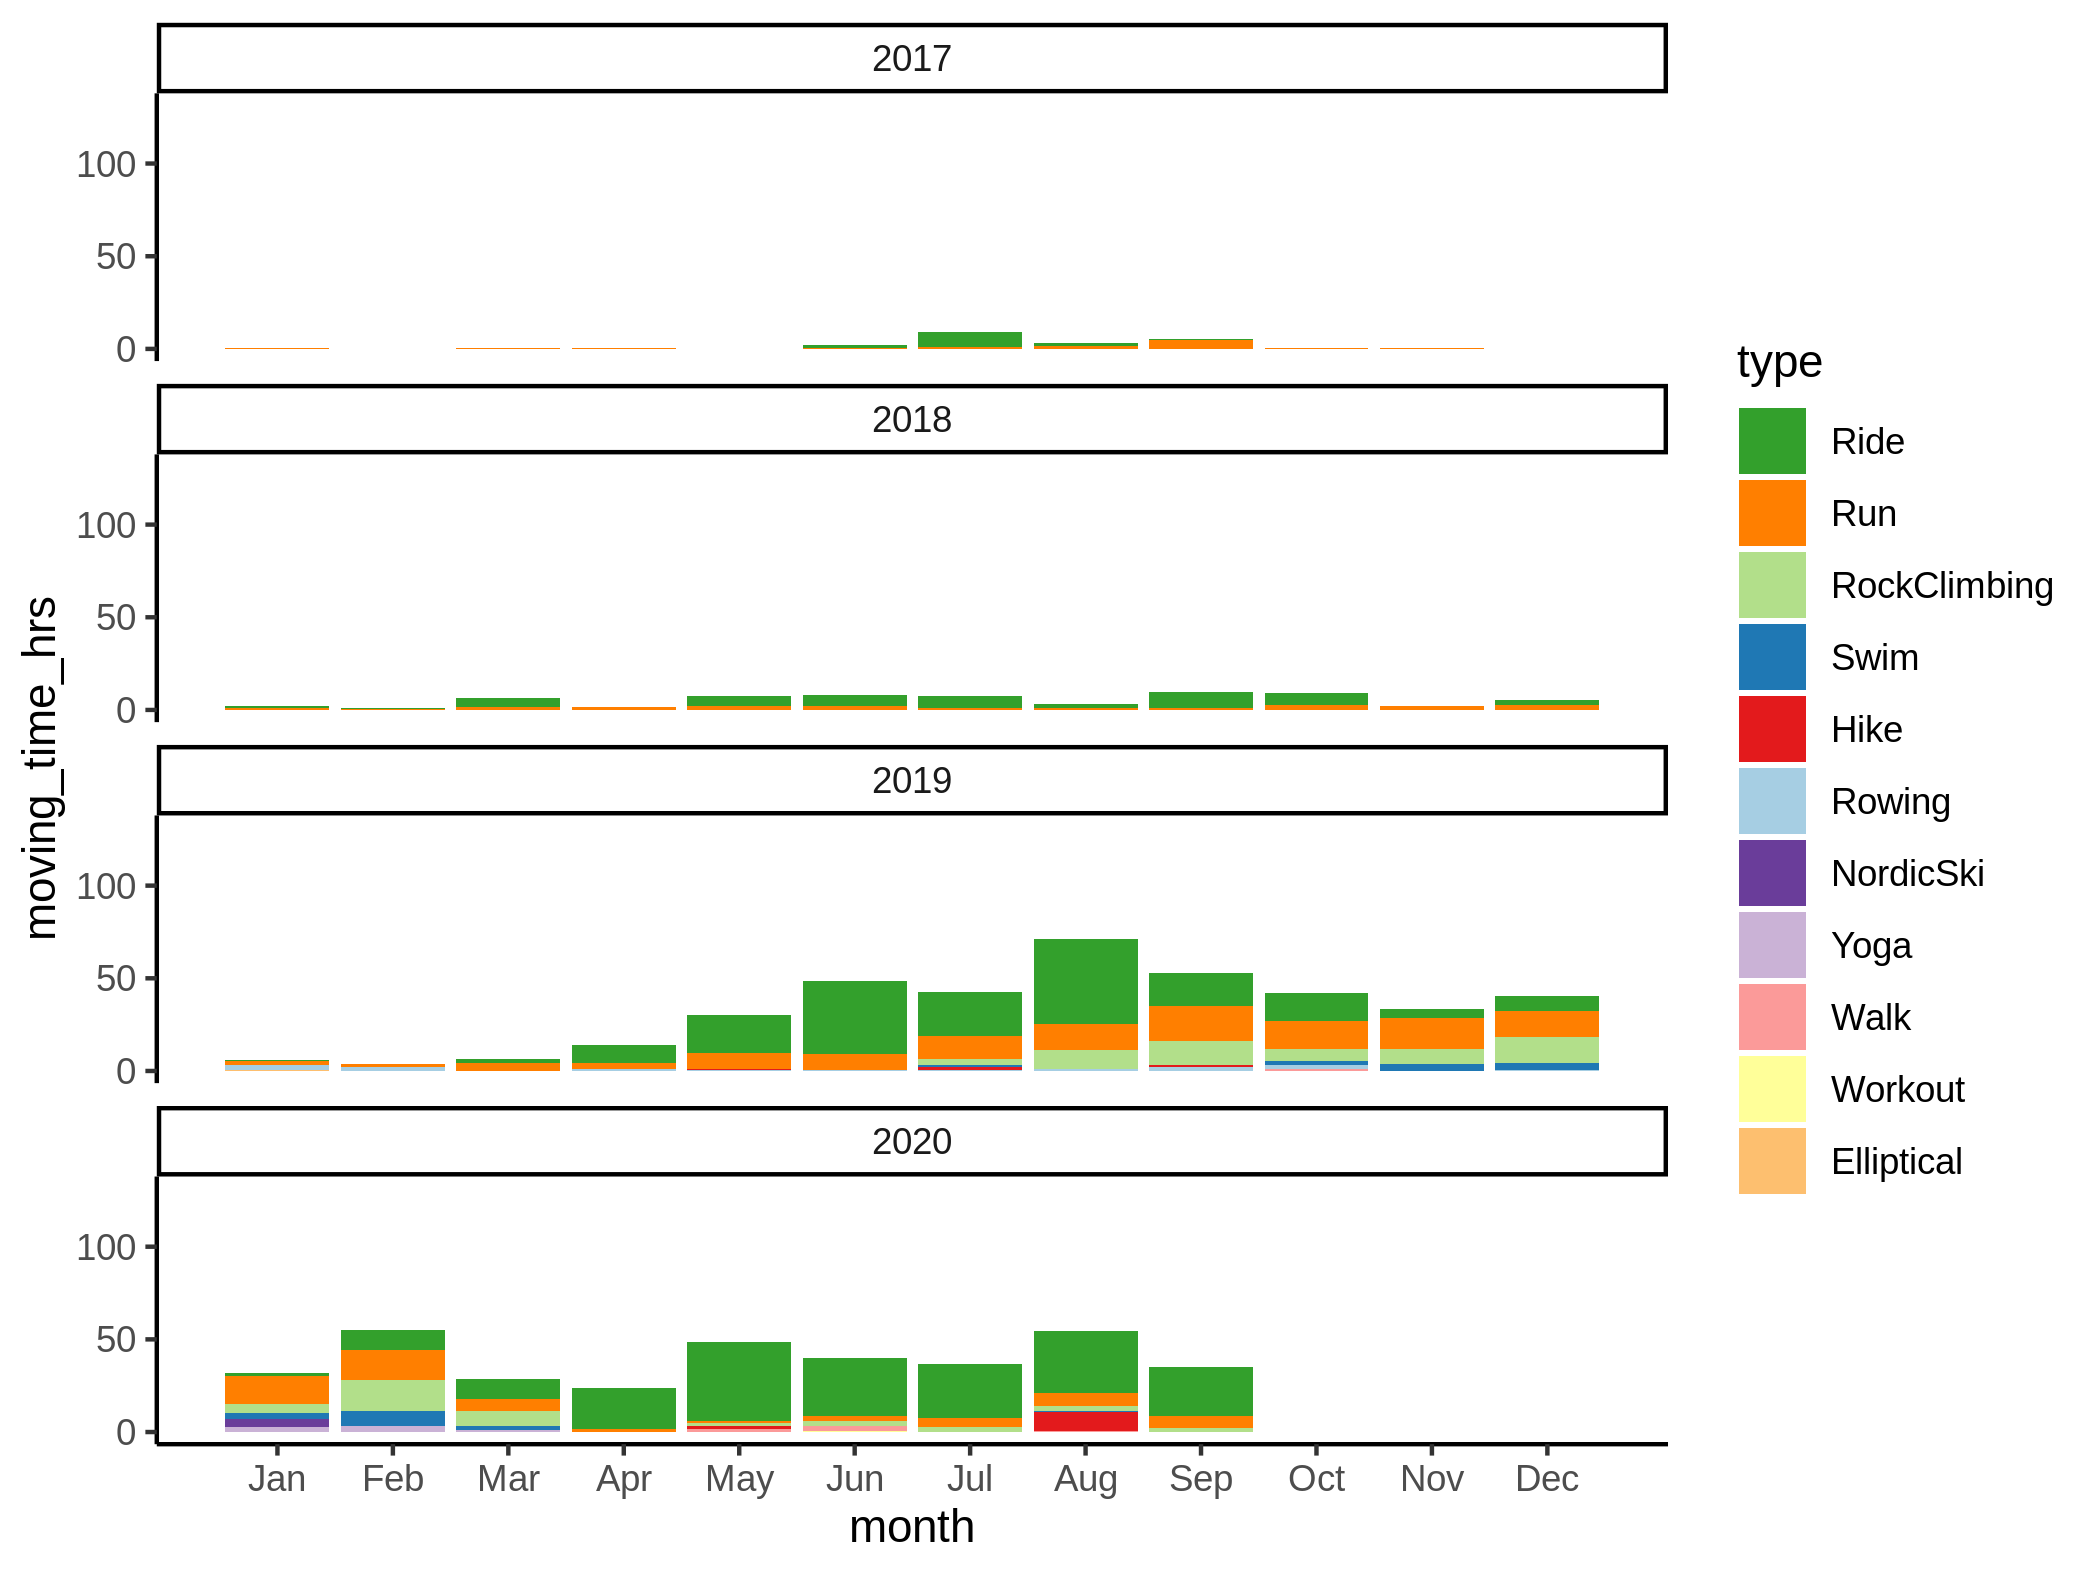 2017
100
50
0
2018
100
50
0
2019
100
50
0
2020
100
50
0
Jan Feb Mar Apr May Jun Jul Aug Sep Oct Nov Dec
month
moving_time_hrs
type
Ride
Run
RockClimbing
Swim
Hike
Rowing
NordicSki
Yoga
Walk
Workout
Elliptical